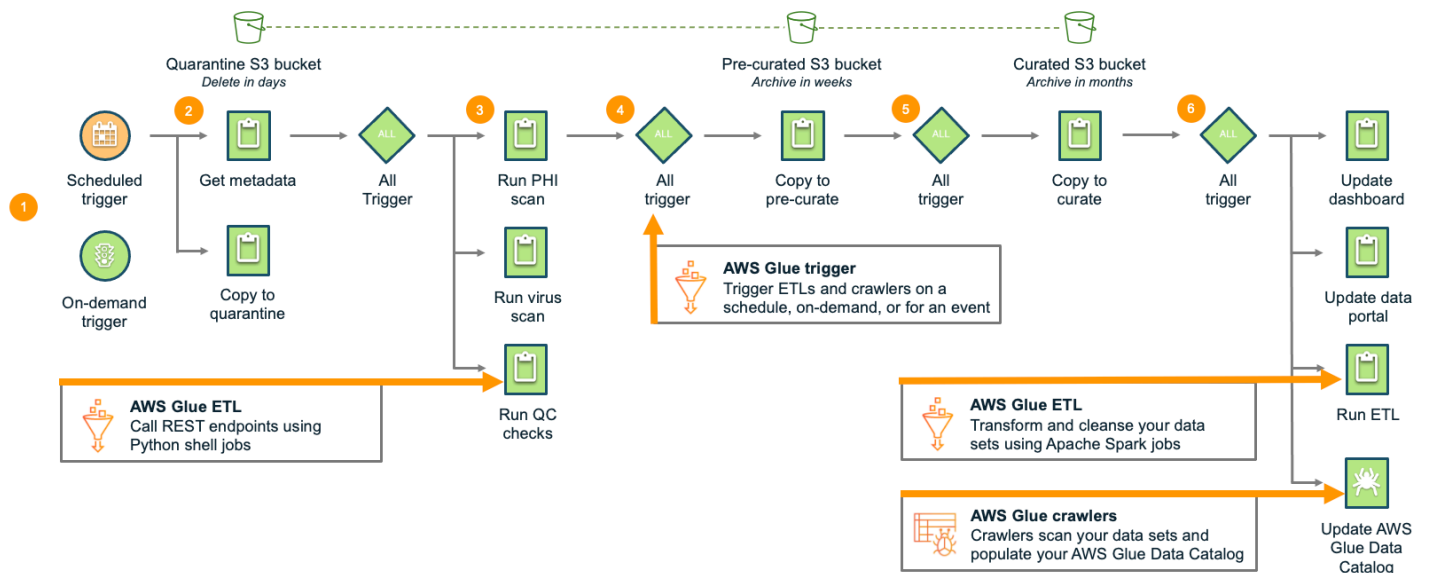 Quarantine S3 bucket
Delete in days
Pre-curated S3 bucket
Archive in weeks
Curated S3 bucket
Archive in months
1
2
3
4
5
6
Scheduled
trigger
On-demand
trigger
Get metadata
Copy to
quarantine
ALL
All
Trigger
Run PHI
scan
Run virus
scan
Run QC
checks
ALL
All
trigger
Copy to
pre-curate
ALL
All
trigger
Copy to
curate
ALL
All
trigger
Update
dashboard
Update data
portal
Run ETL
Update AWS
Glue Data
Catalog
AWS Glue trigger
Trigger ETLs and crawlers on a
schedule, on-demand, or for an event
AWS Glue ETL
Call REST endpoints using
Python shell jobs
AWS Glue ETL
Transform and cleanse your data
sets using Apache Spark jobs
AWS Glue crawlers
Crawlers scan your data sets and
populate your AWS Glue Data Catalog